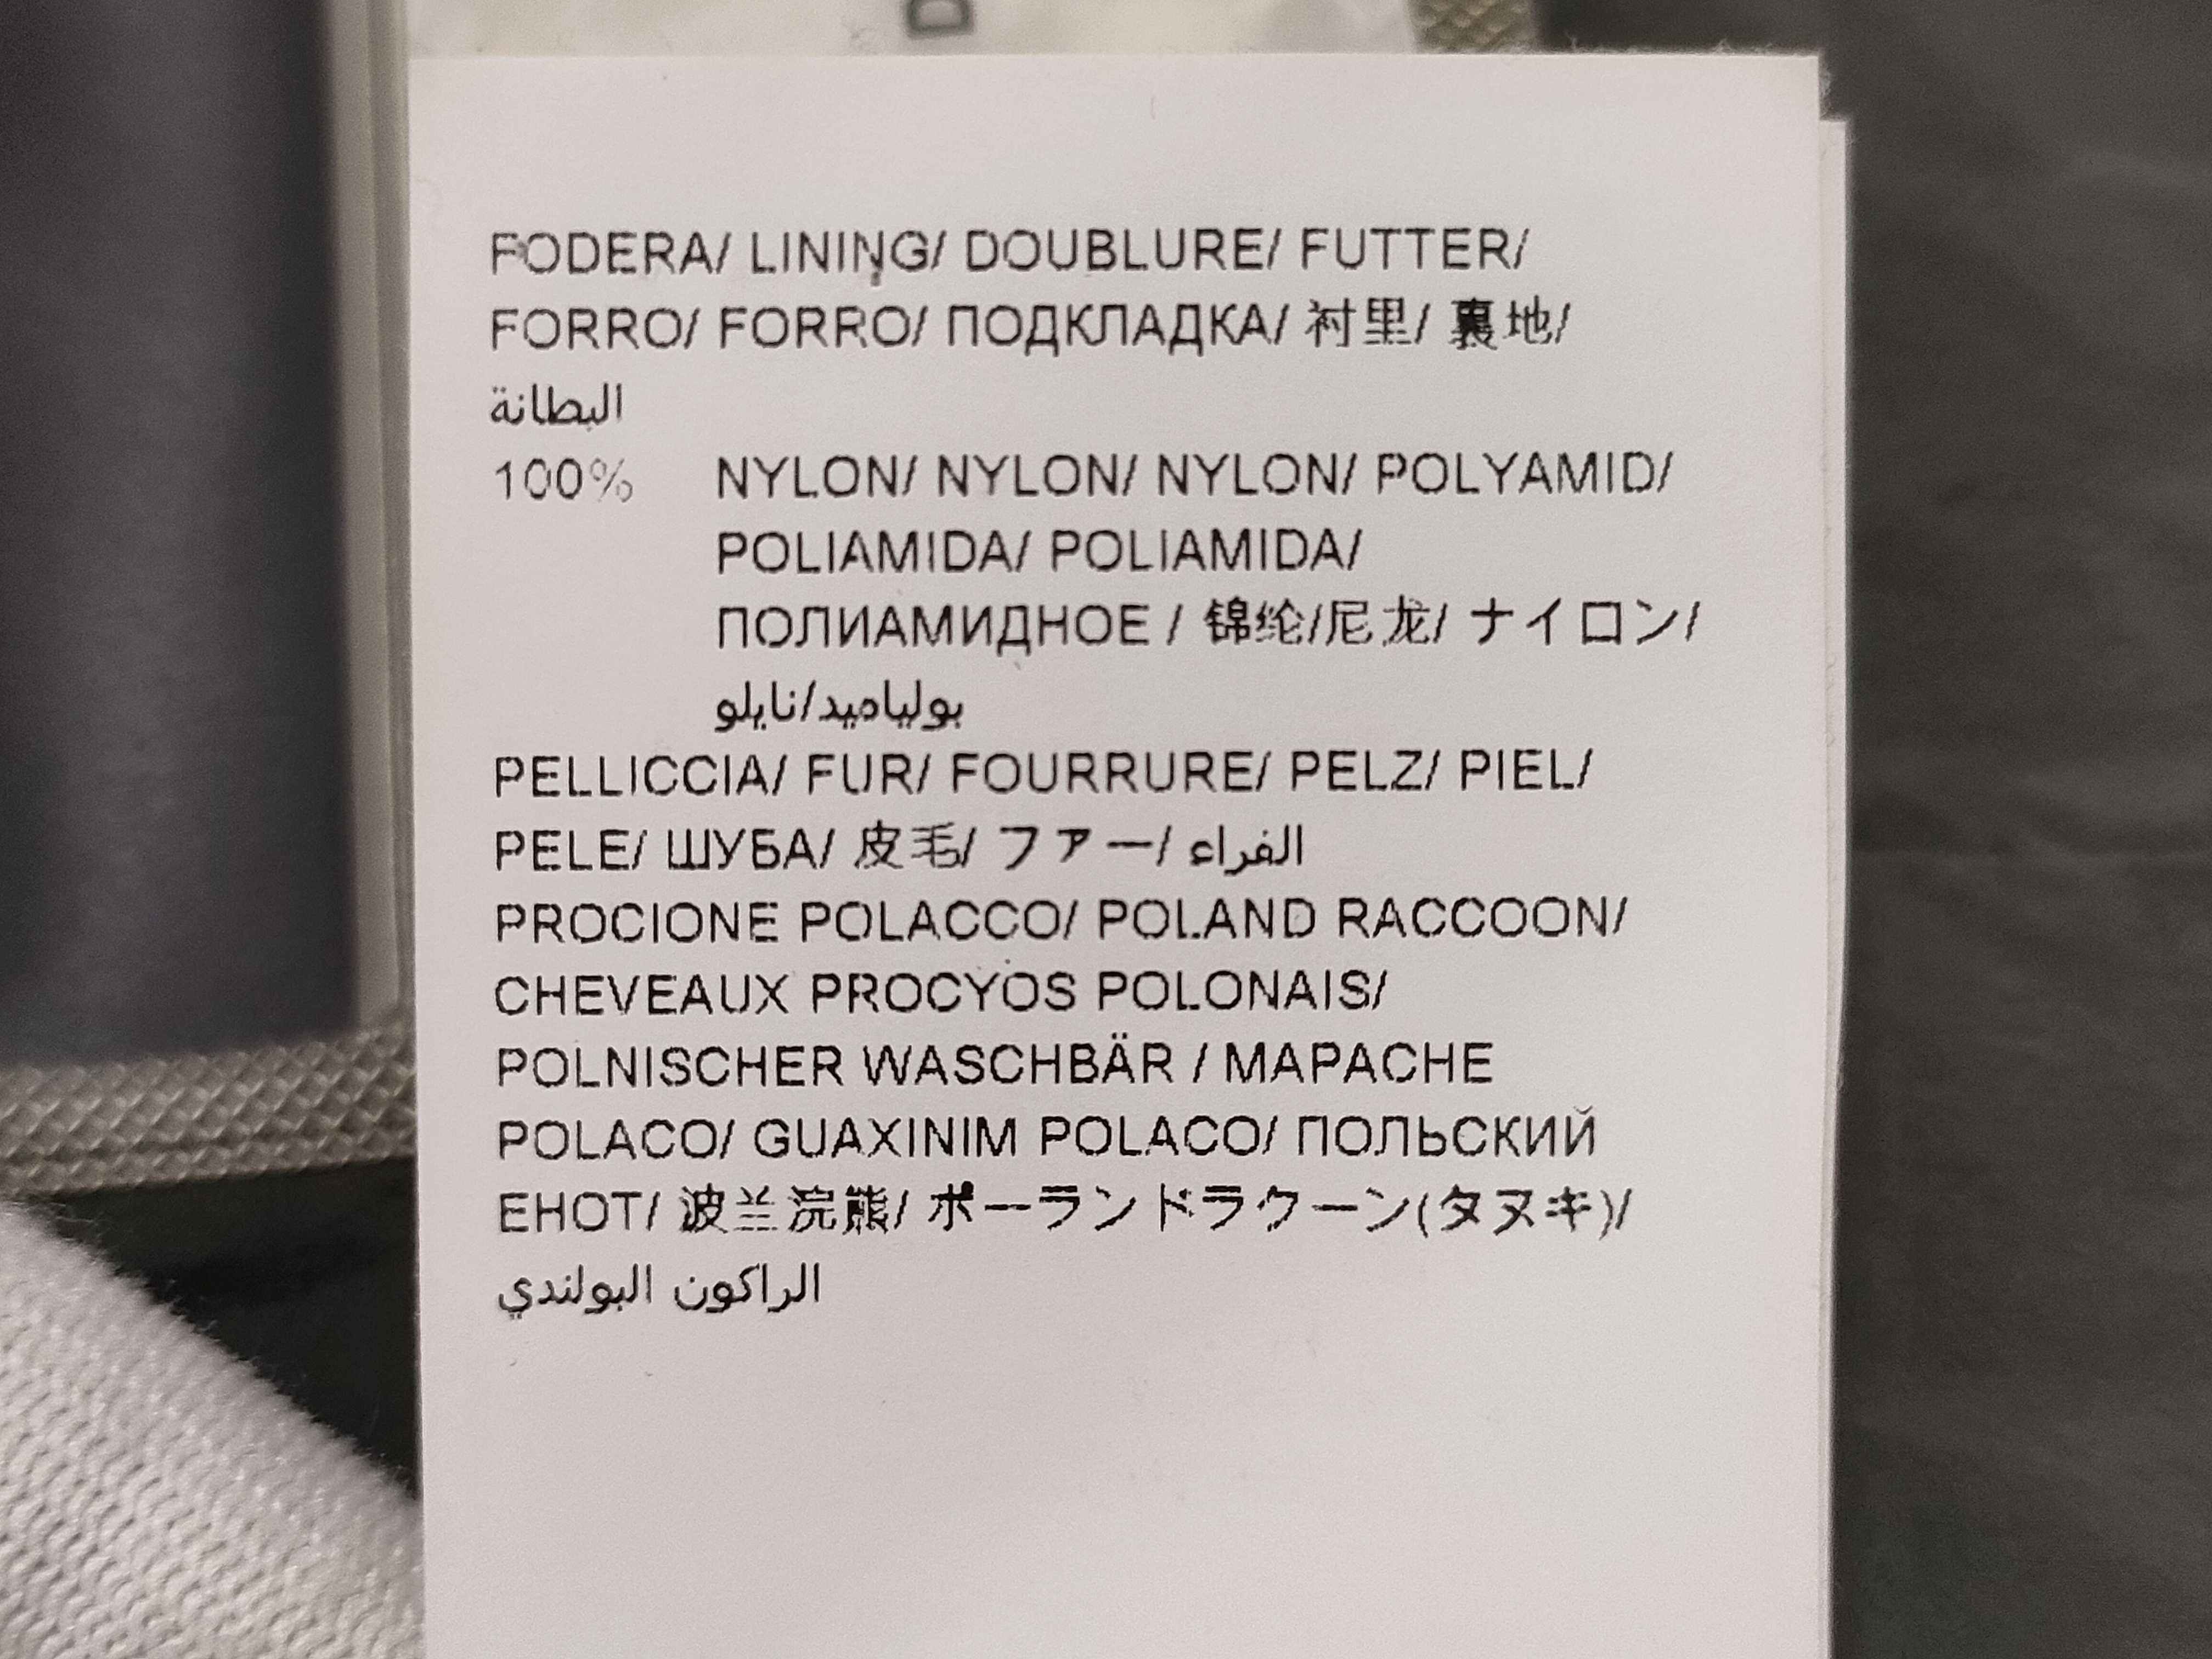 D
FODERA/ LINING/ DOUBLURE/ FUTTER/
FORRO/ FORRO/ ПОДКЛАДКА/ 衬里/ 裏地/
البطانة
100% NYLON/ NYLON/ NYLON/ POLYAMID/
POLIAMIDA/ POLIAMIDA/
ПОЛИАМИДНОЕ / 锦纶/尼龙/ ナイロン/
بولياميد/نايلو
PELLICCIA/ FUR/ FOURRURE/ PELZ/ PIEL/
PELE/ ШУБА/ 皮毛/ ファー/ الفراء
PROCIONE POLACCO/ POLAND RACCOON/
CHEVEAUX PROCYOS POLONAIS/
POLNISCHER WASCHBÄR / MAPACHE
POLACO/ GUAXINIM POLACO/ ПОЛЬСКИЙ
ЕНОТ/ 波兰浣熊/ ポーランドラクーン(タヌキ)/
الراكون البولندي